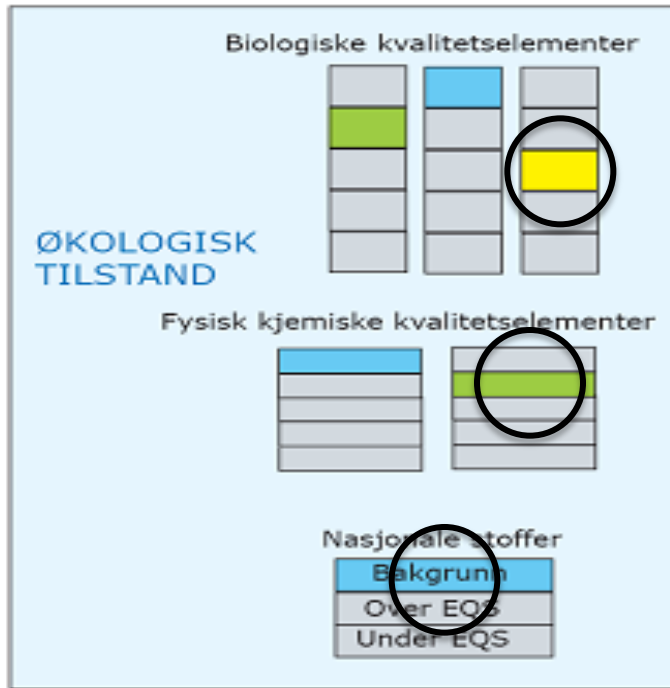 Biologiske kvalitetselementer
ØKOLOGISK
TILSTAND
Fysisk kjemiske kvalitetselementer
Nasjonale stoffer
Bakgrunn
Over EQS
Under EQS